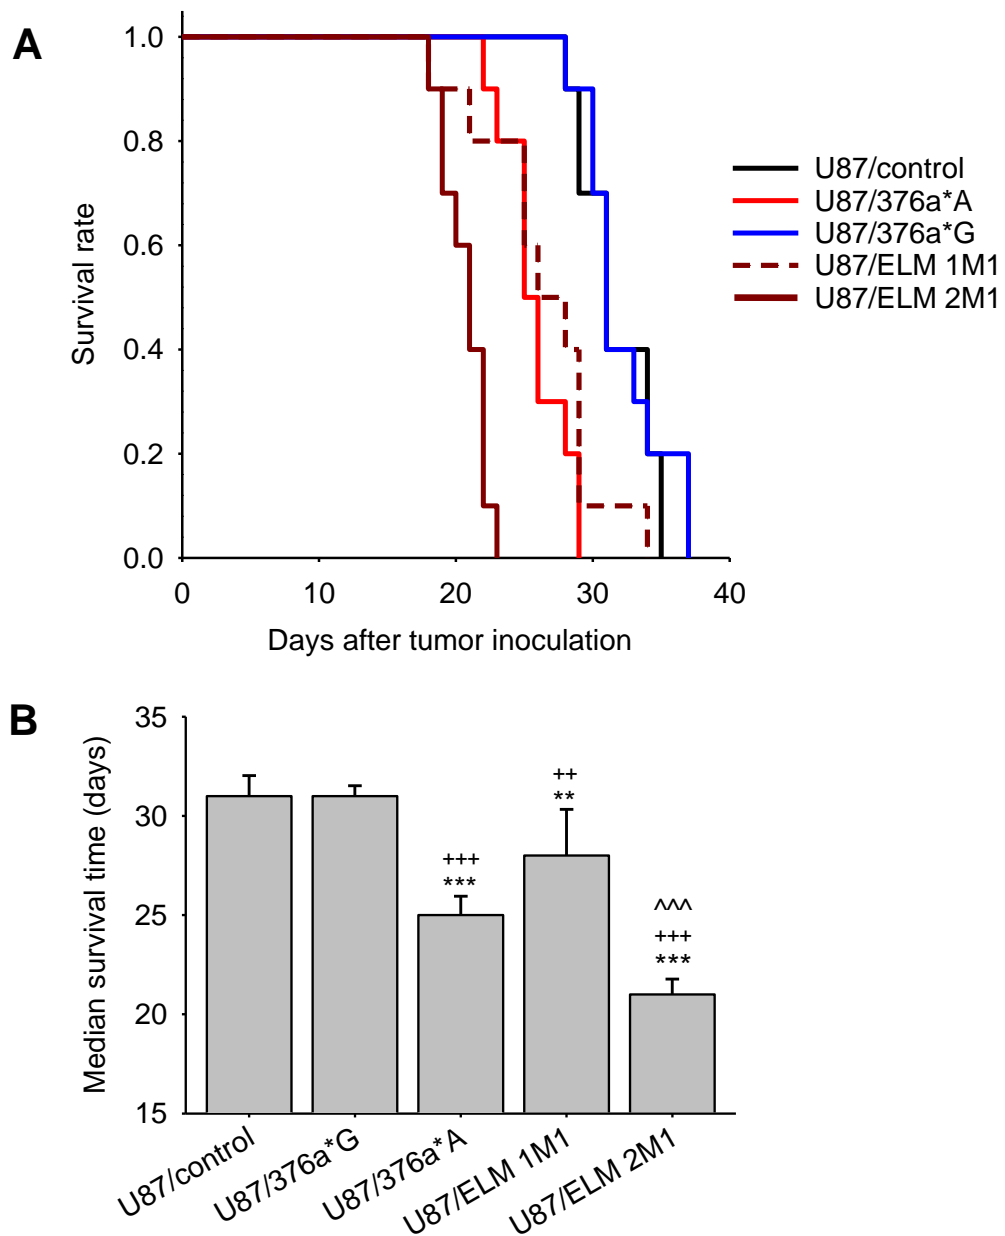 A
1.0
0.8
0.6
0.4
0.2
0.0
Survival rate
0 10 20 30 40
Days after tumor inoculation
U87/control
U87/376a*A
U87/376a*G
U87/ELM 1M1
U87/ELM 2M1
B
35
30
25
20
15
Median survival time (days)
+++
***
++
**
^^^
+++
***
U87/control
U87/376a*G
U87/376a*A
U87/ELM 1M1
U87/ELM 2M1